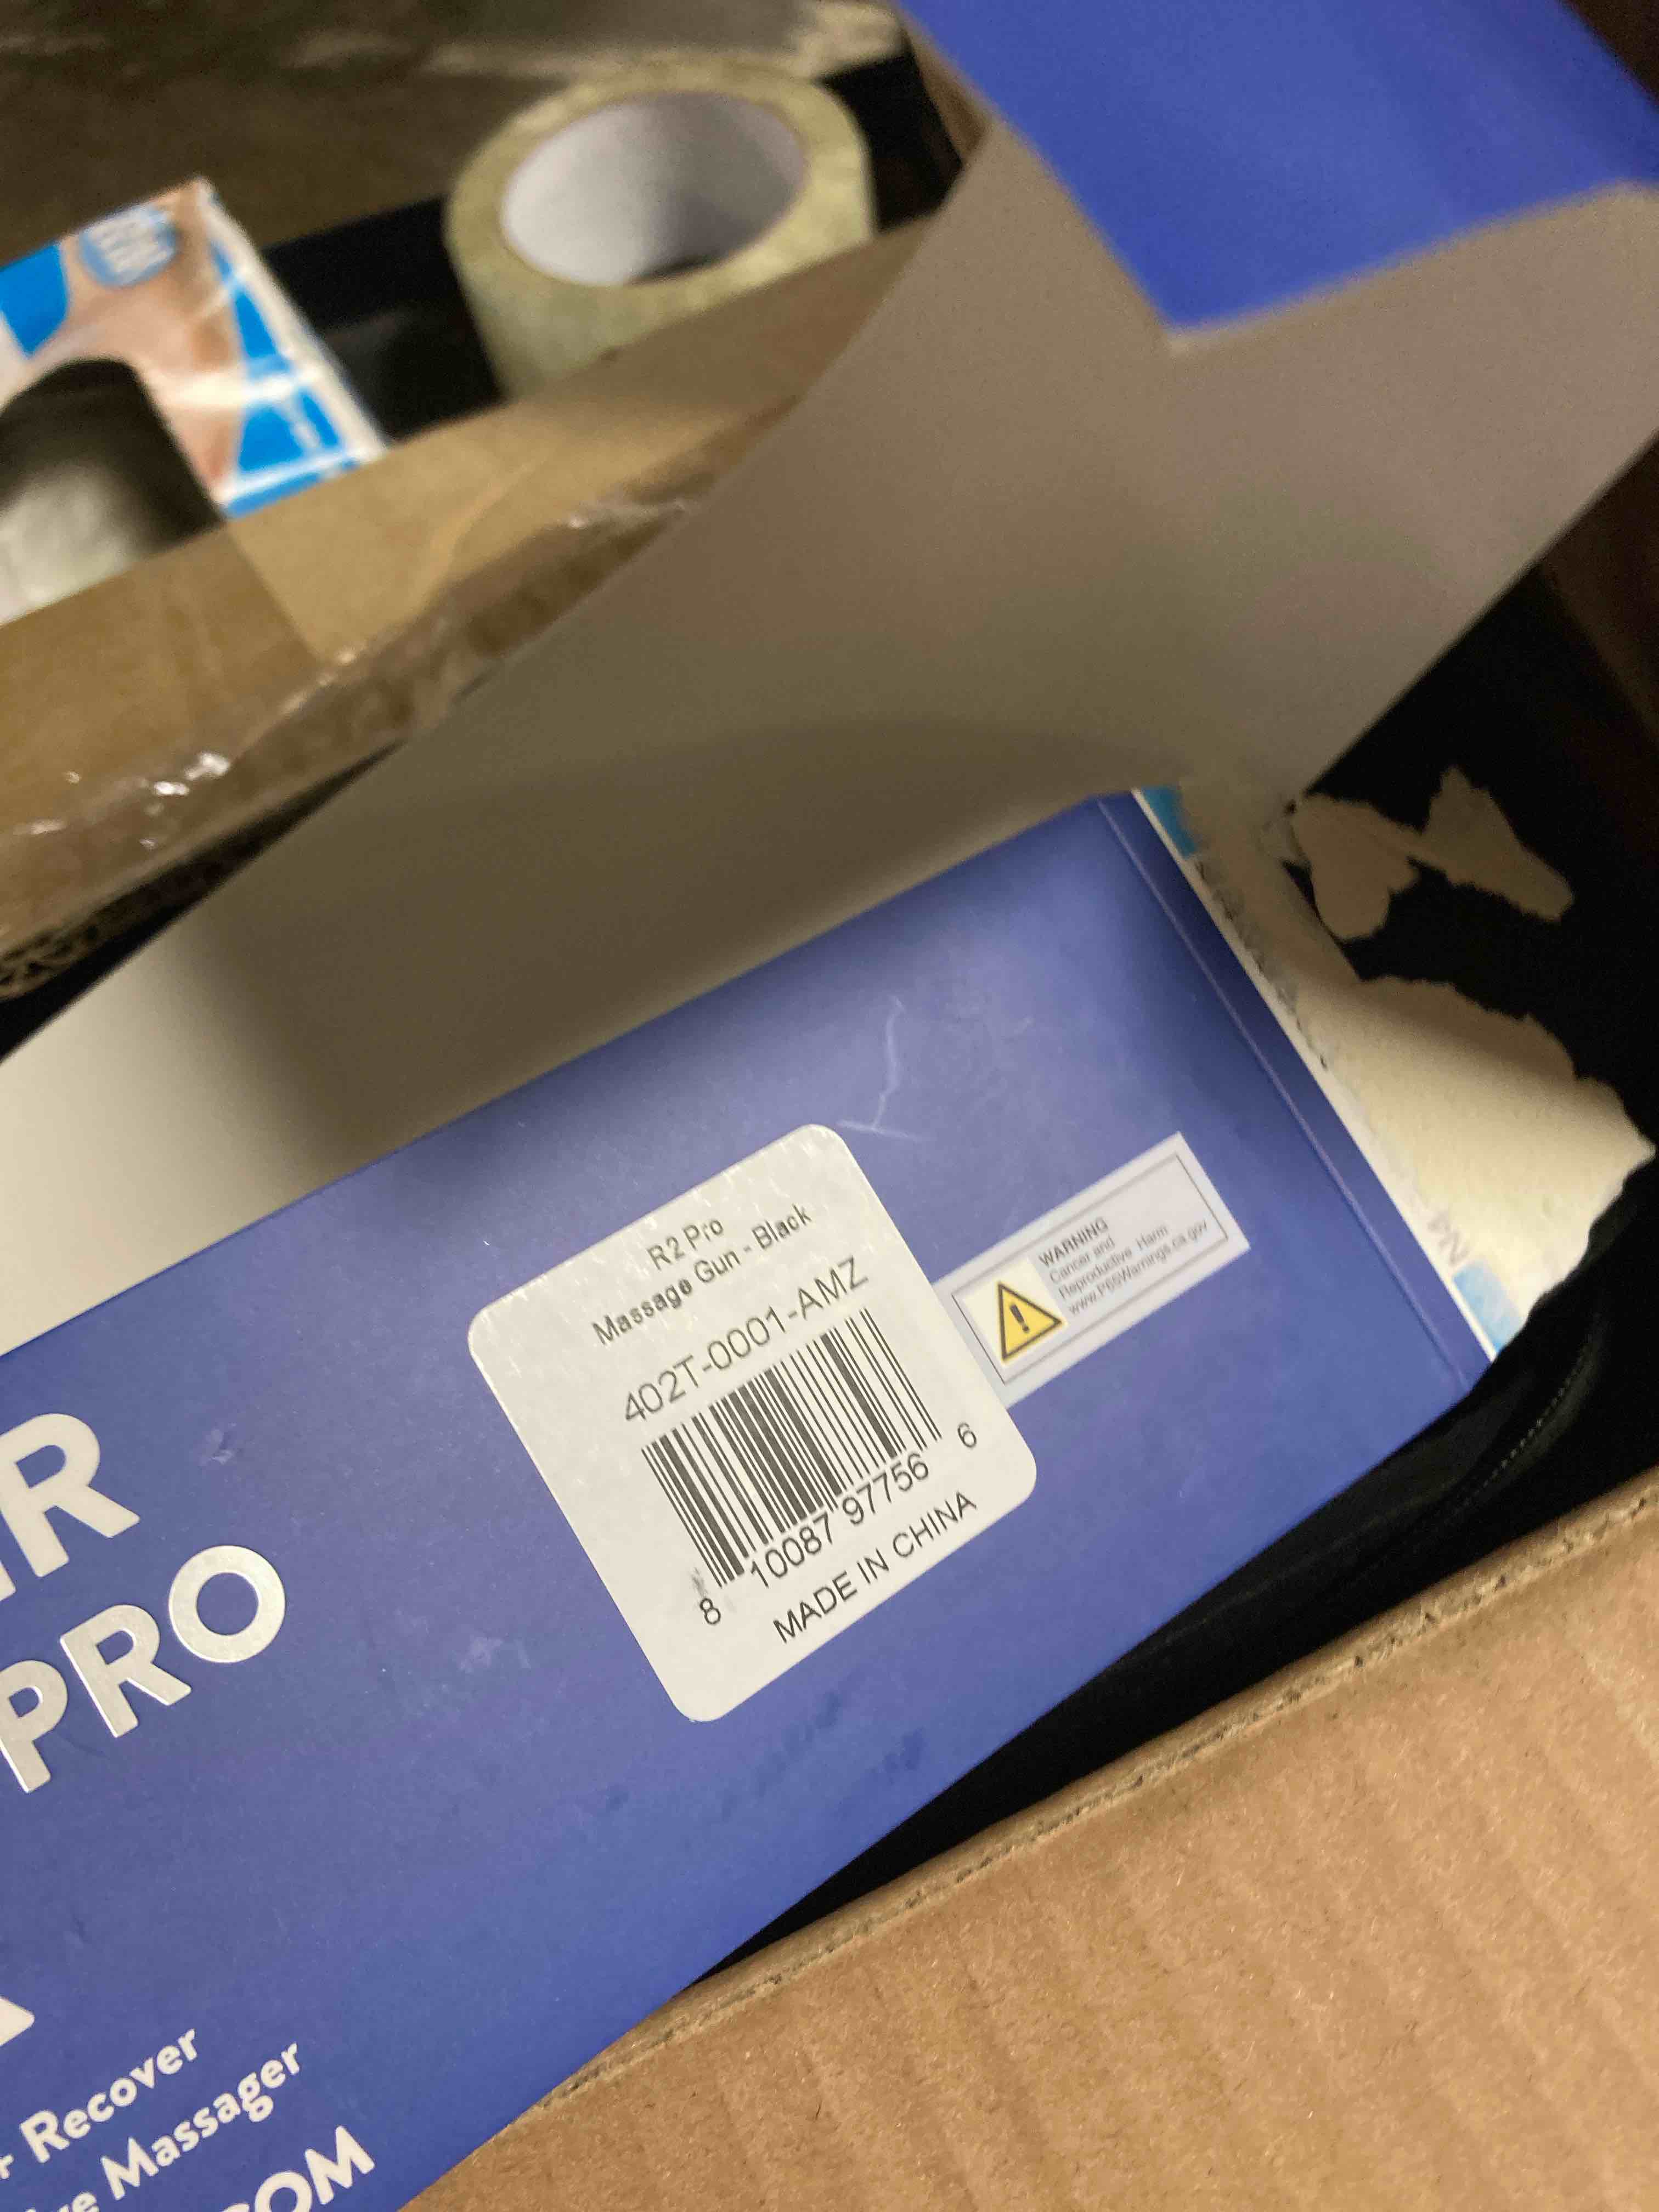 R2 Pro
Massage Gun - Black
402T-0001-AMZ
8 10087 97756 6
MADE IN CHINA
WARNING
Cancer and
Reproductive Harm
www.P65Warnings.ca.gov
PRO
+ Recover
Massager